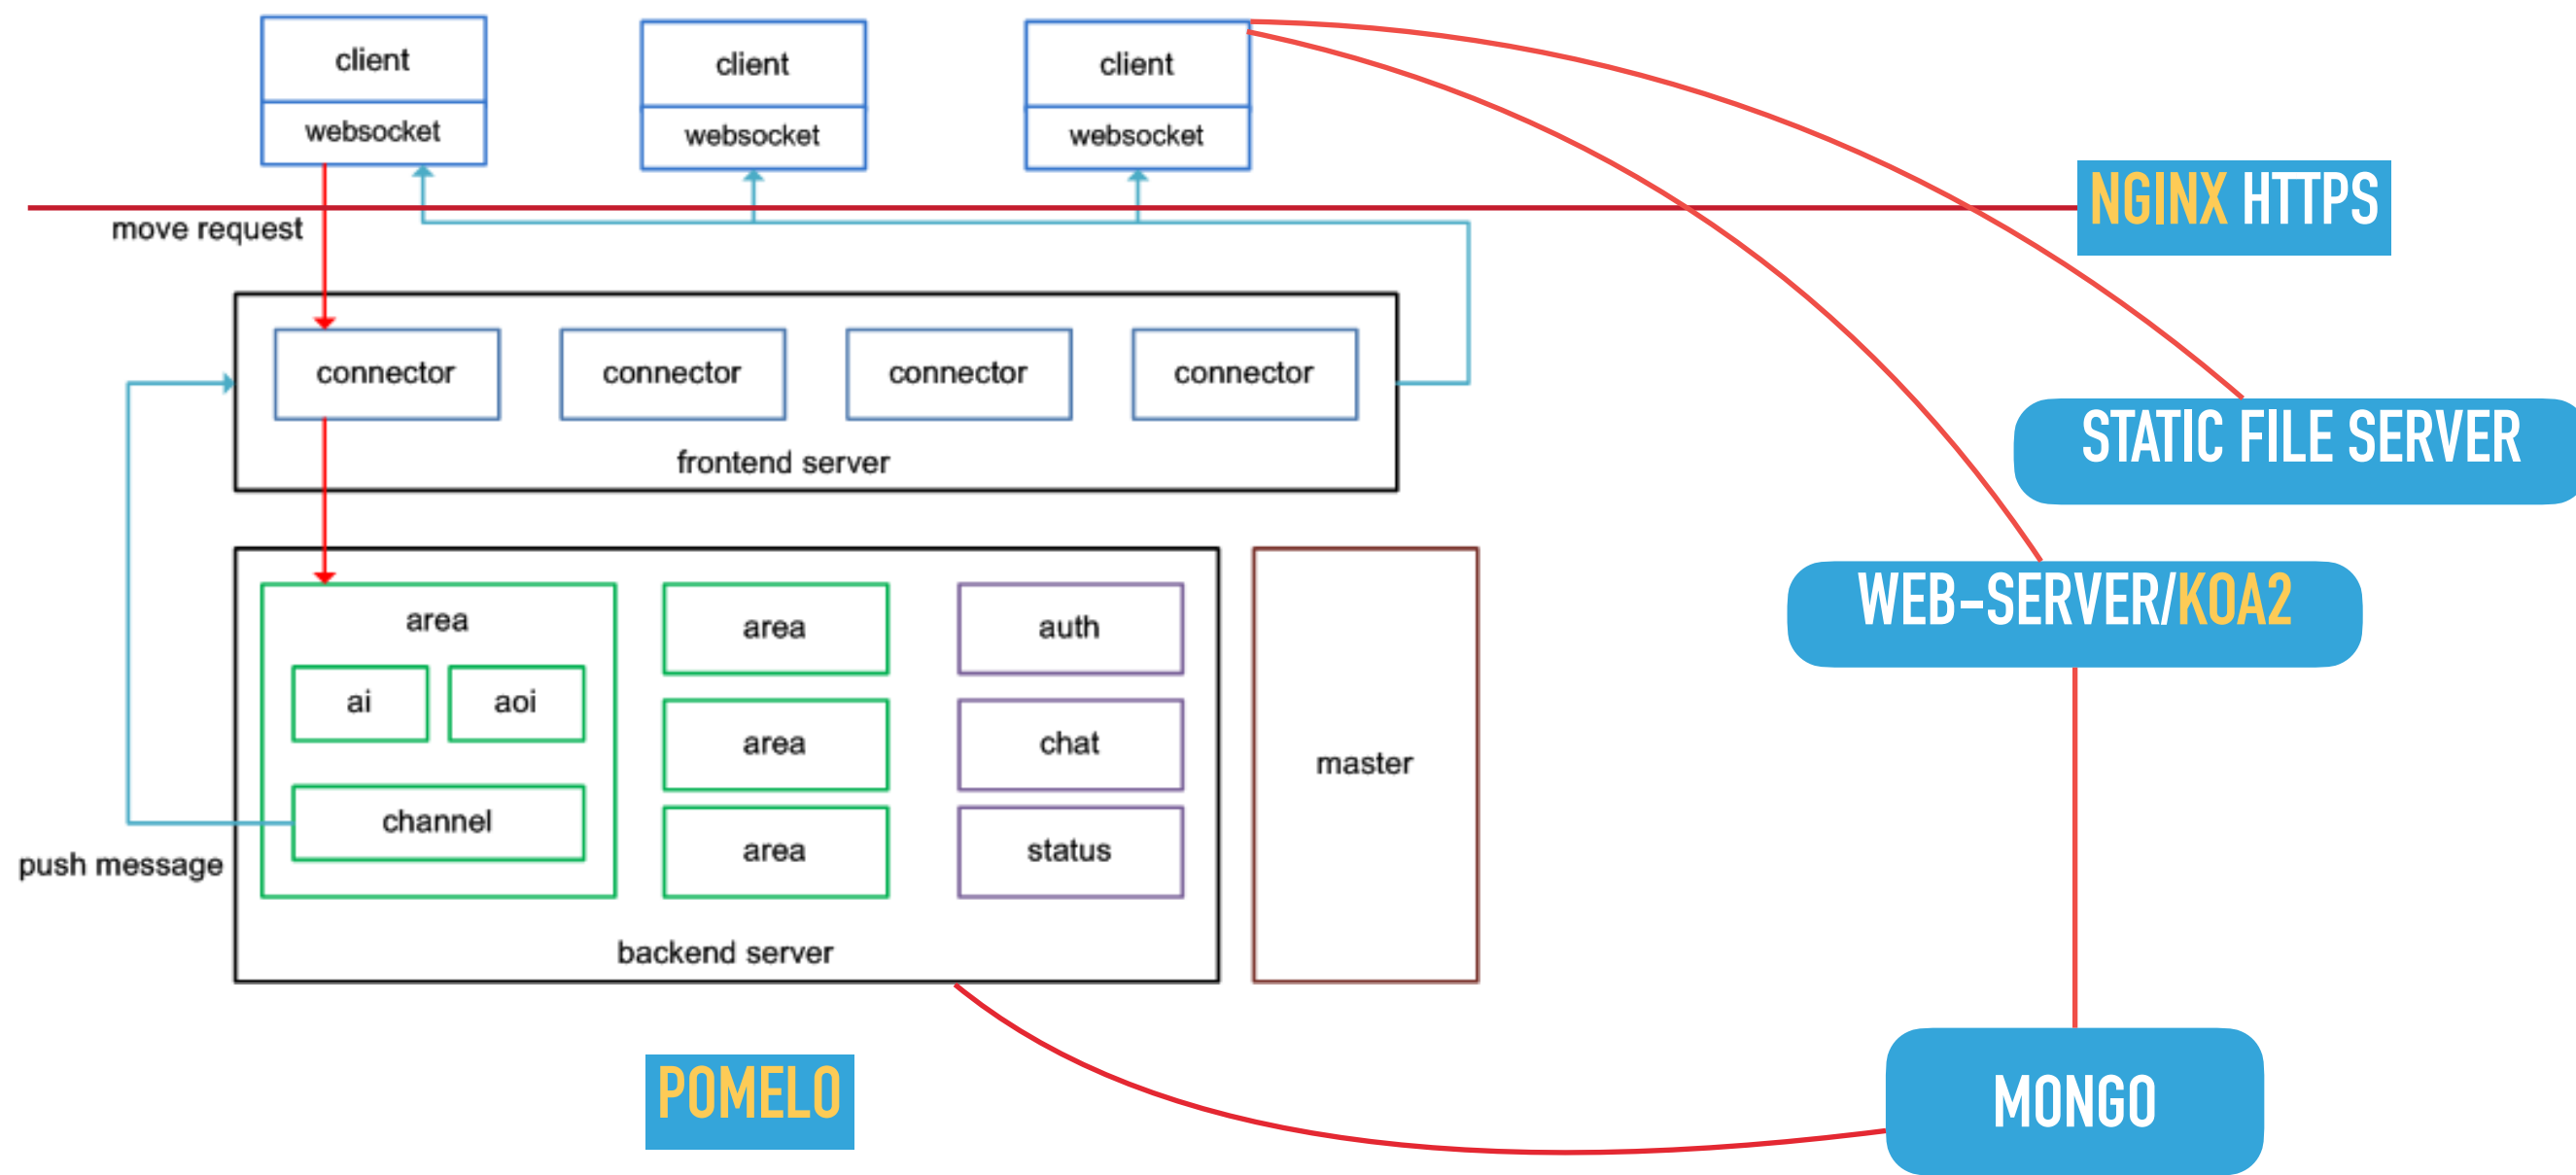 client
client
client
websocket
websocket
websocket
NGINX HTTPS
move request
connector
connector
connector
connector
frontend server
STATIC FILE SERVER
WEB-SERVER/KOA2
area
area
auth
ai
aoi
area
chat
master
channel
area
status
push message
backend server
POMELO
MONGO